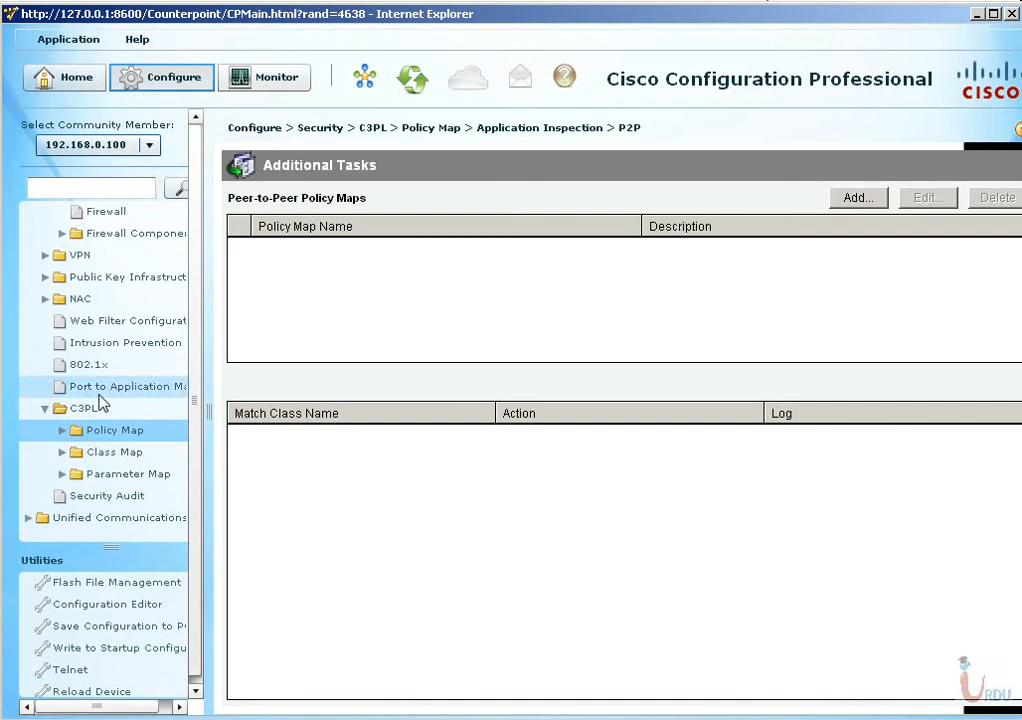 http://127.0.0.1:8600/Counterpoint/CPMain.html?rand=4638 - Internet Explorer
Application Help
Home Configure Monitor Cisco Configuration Professional CISCO
Select Community Member:
192.168.0.100
Configure > Security > C3PL > Policy Map > Application Inspection > P2P
Additional Tasks
Peer-to-Peer Policy Maps Add... Edit... Delete
Policy Map Name Description
Match Class Name Action Log
Firewall
Firewall Compone
VPN
Public Key Infrastruct
NAC
Web Filter Configurat
Intrusion Prevention
802.1x
Port to Application Ma
C3PL
Policy Map
Class Map
Parameter Map
Security Audit
Unified Communications
Utilities
Flash File Management
Configuration Editor
Save Configuration to P
Write to Startup Configu
Telnet
Reload Device
URDU